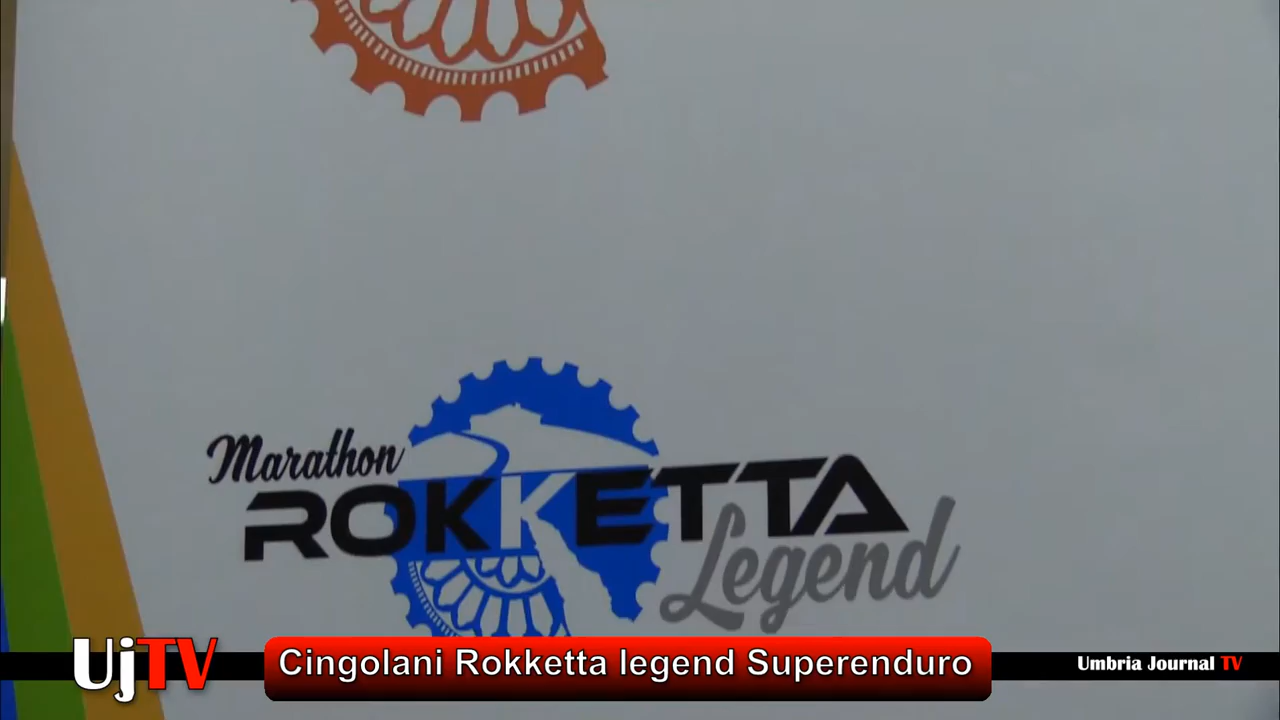 Marathon
ROKKETTA
Legend
UjTV
Cingolani Rokketta legend Superenduro
Umbria Journal TV